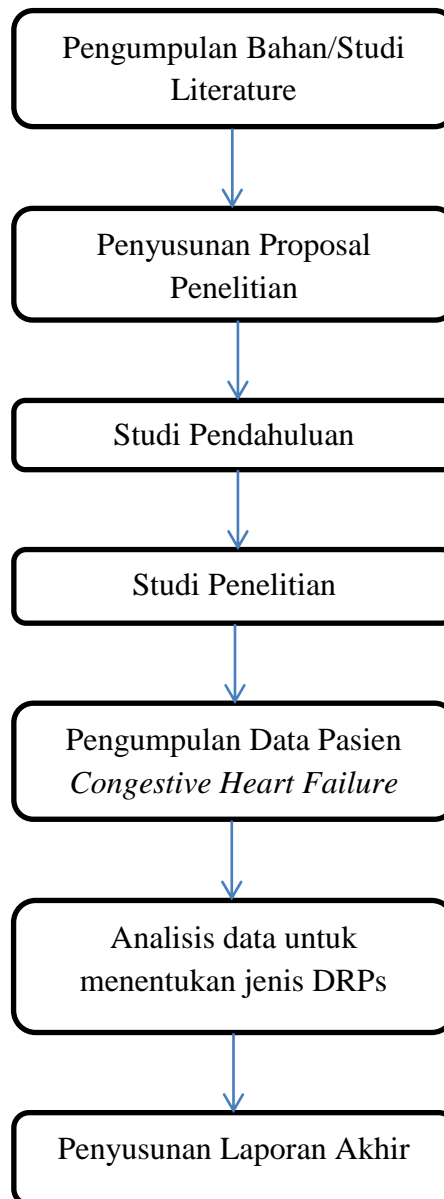 Pengumpulan Bahan/Studi
Literature
Penyusunan Proposal
Penelitian
Studi Pendahuluan
Studi Penelitian
Pengumpulan Data Pasien
Congestive Heart Failure
Analisis data untuk
menentukan jenis DRPs
Penyusunan Laporan Akhir